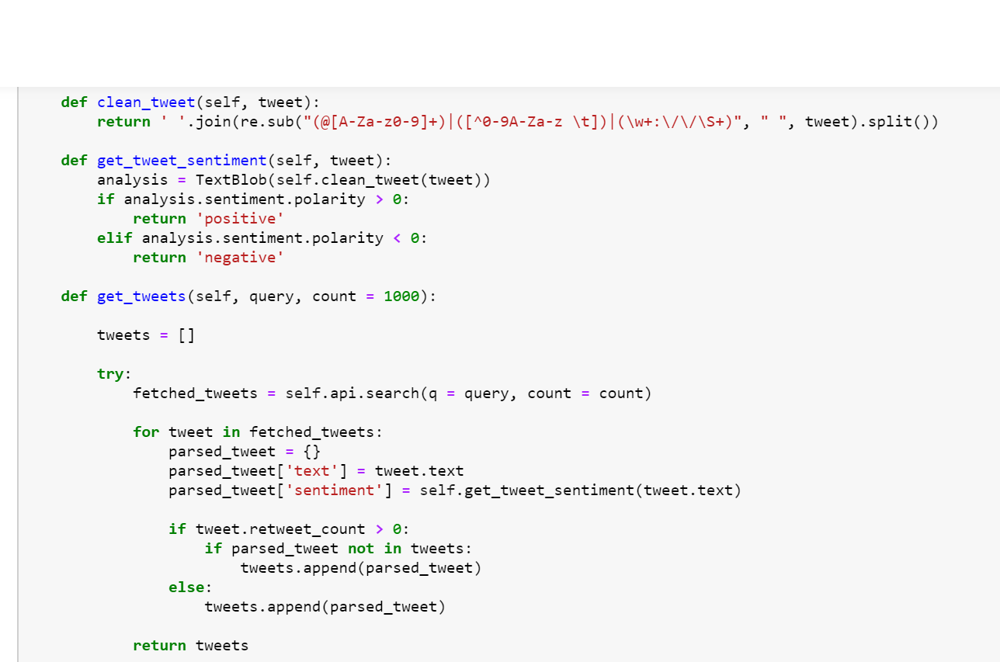 def clean_tweet(self, tweet):
    return ' '.join(re.sub("(@[A-Za-z0-9]+)|([^0-9A-Za-z \t])|(\w+:\/\/\S+)", " ", tweet).split())
def get_tweet_sentiment(self, tweet):
    analysis = TextBlob(self.clean_tweet(tweet))
    if analysis.sentiment.polarity > 0:
        return 'positive'
    elif analysis.sentiment.polarity < 0:
        return 'negative'
def get_tweets(self, query, count = 1000):
    tweets = []
    try:
        fetched_tweets = self.api.search(q = query, count = count)
        for tweet in fetched_tweets:
            parsed_tweet = {}
            parsed_tweet['text'] = tweet.text
            parsed_tweet['sentiment'] = self.get_tweet_sentiment(tweet.text)
            if tweet.retweet_count > 0:
                if parsed_tweet not in tweets:
                    tweets.append(parsed_tweet)
            else:
                tweets.append(parsed_tweet)
        return tweets